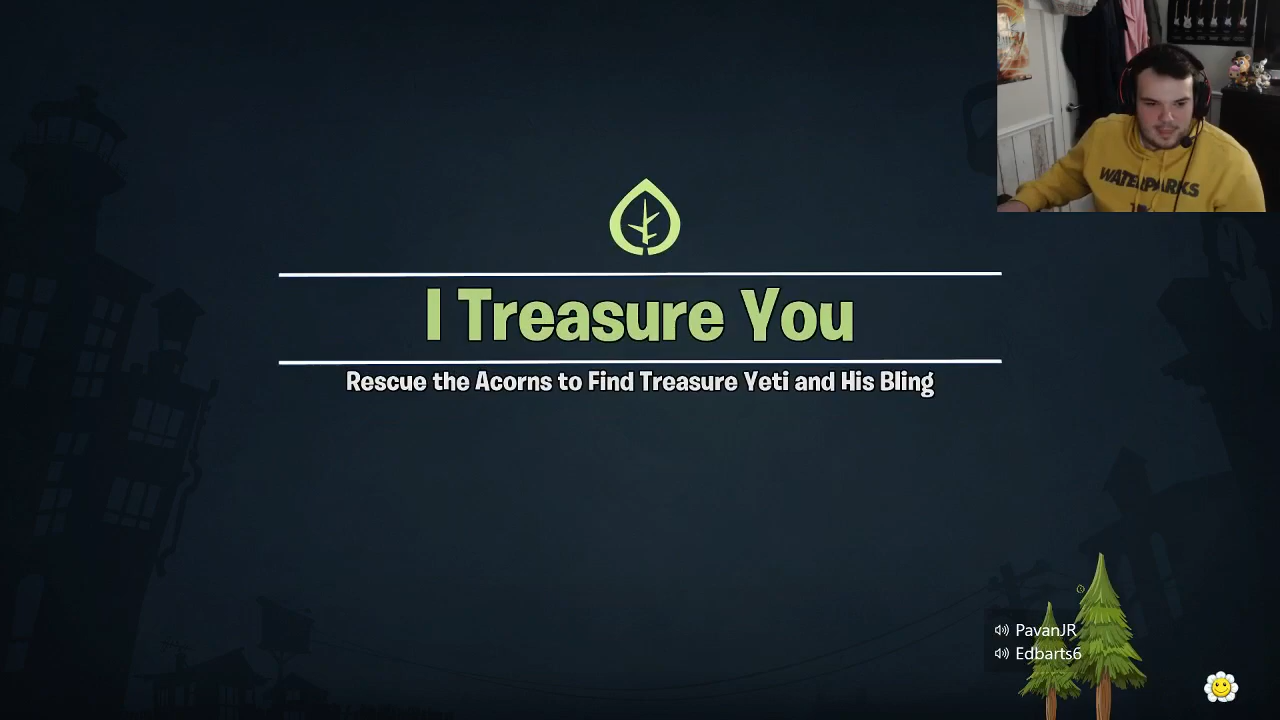 WATERPARKS
I Treasure You
Rescue the Acorns to Find Treasure Yeti and His Bling
PavanJR
Edbarts6